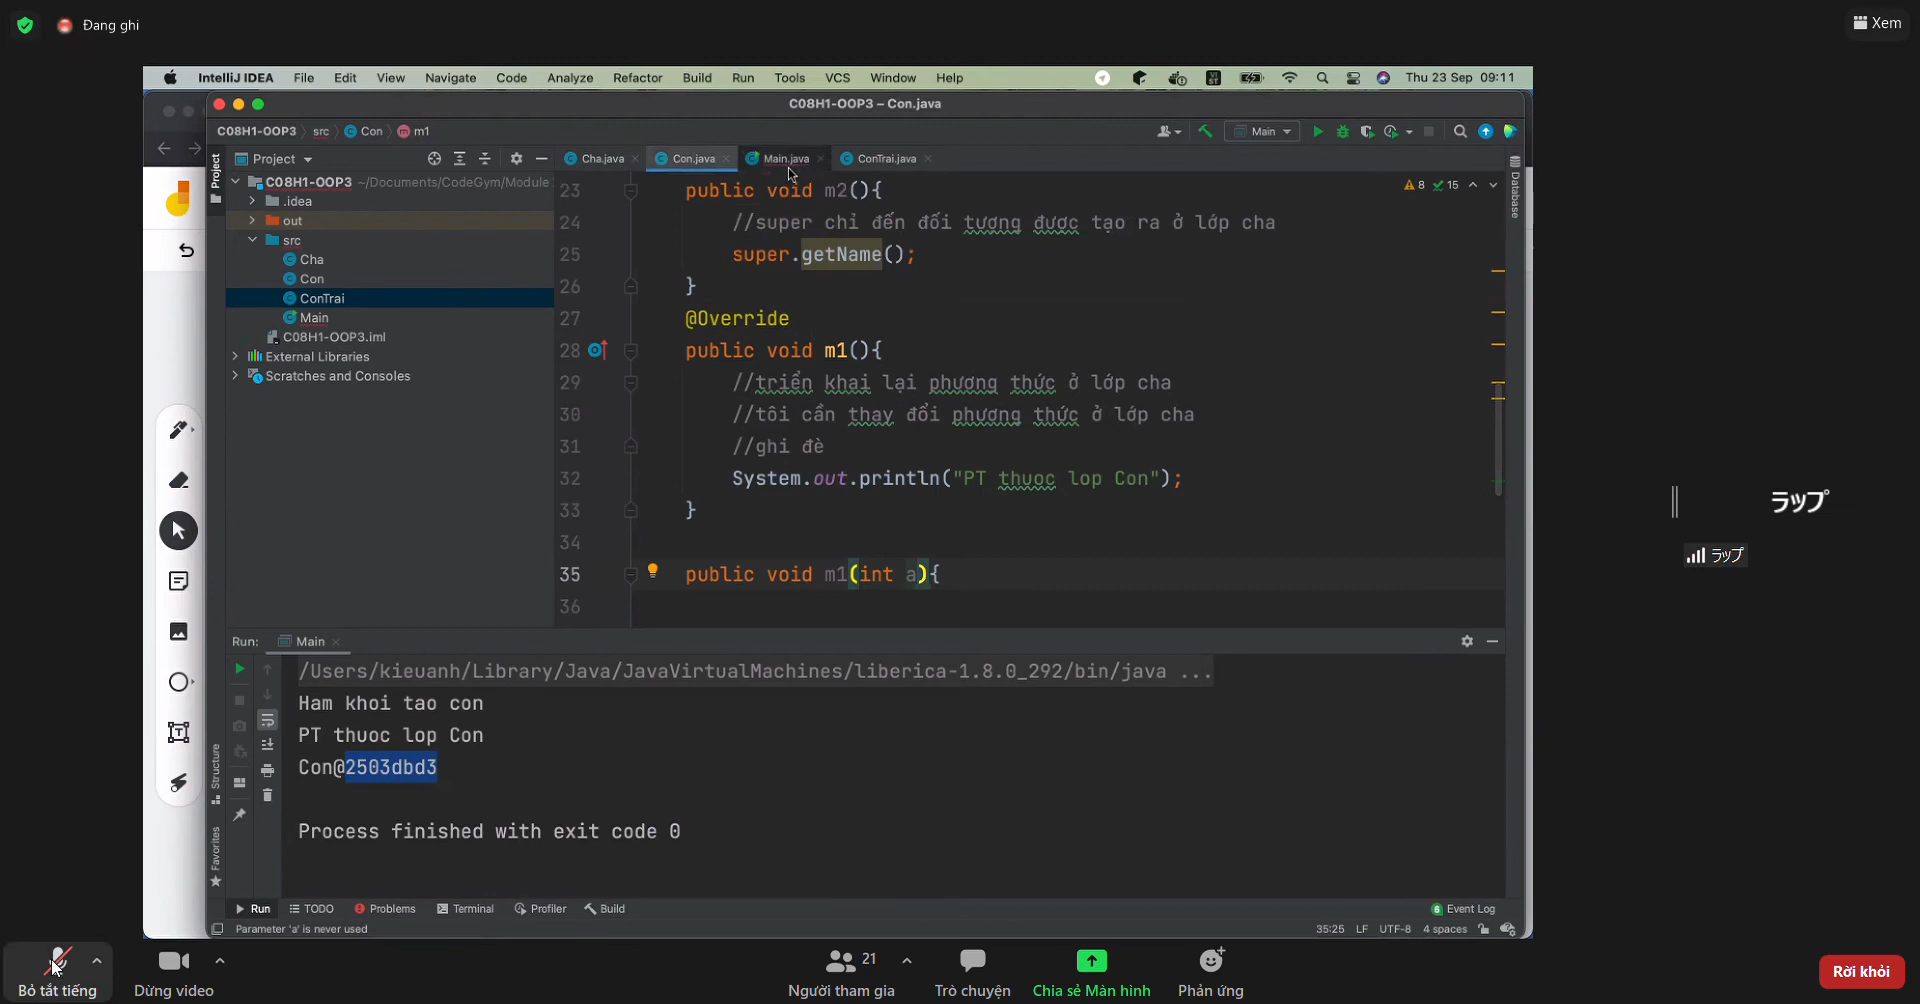 Đang ghi
Xem
IntelliJ IDEA File Edit View Navigate Code Analyze Refactor Build Run Tools VCS Window Help
Thu 23 Sep 09:11
C08H1-OOP3 – Con.java
C08H1-OOP3 src Con m1
Main
Project
Cha.java Con.java Main.java ContTrai.java
Project
C08H1-OOP3 ~/Documents/CodeGym/Module
.idea
out
src
Cha
Con
ConTrai
Main
C08H1-OOP3.iml
External Libraries
Scratches and Consoles
8 15
Database
23 public void m2(){
24 //super chỉ đến đối tượng được tạo ra ở lớp cha
25 super.getName();
26 }
27 @Override
28 public void m1(){
29 //triển khai lại phương thức ở lớp cha
30 //tôi cần thay đổi phương thức ở lớp cha
31 //ghi đè
32 System.out.println("PT thuoc lop Con");
33 }
34
35 public void m1(int a){
36
ラップ
ラップ
Run: Main
/Users/kieuanh/Library/Java/JavaVirtualMachines/liberica-1.8.0_292/bin/java ...
Ham khoi tao con
PT thuoc lop Con
Con@2503dbd3
Process finished with exit code 0
Structure
Favorites
Run TODO Problems Terminal Profiler Build
6 Event Log
Parameter 'a' is never used
35:25 LF UTF-8 4 spaces
Bỏ tắt tiếng
Dừng video
21
Người tham gia
Trò chuyện
Chia sẻ Màn hình
Phản ứng
Rời khỏi